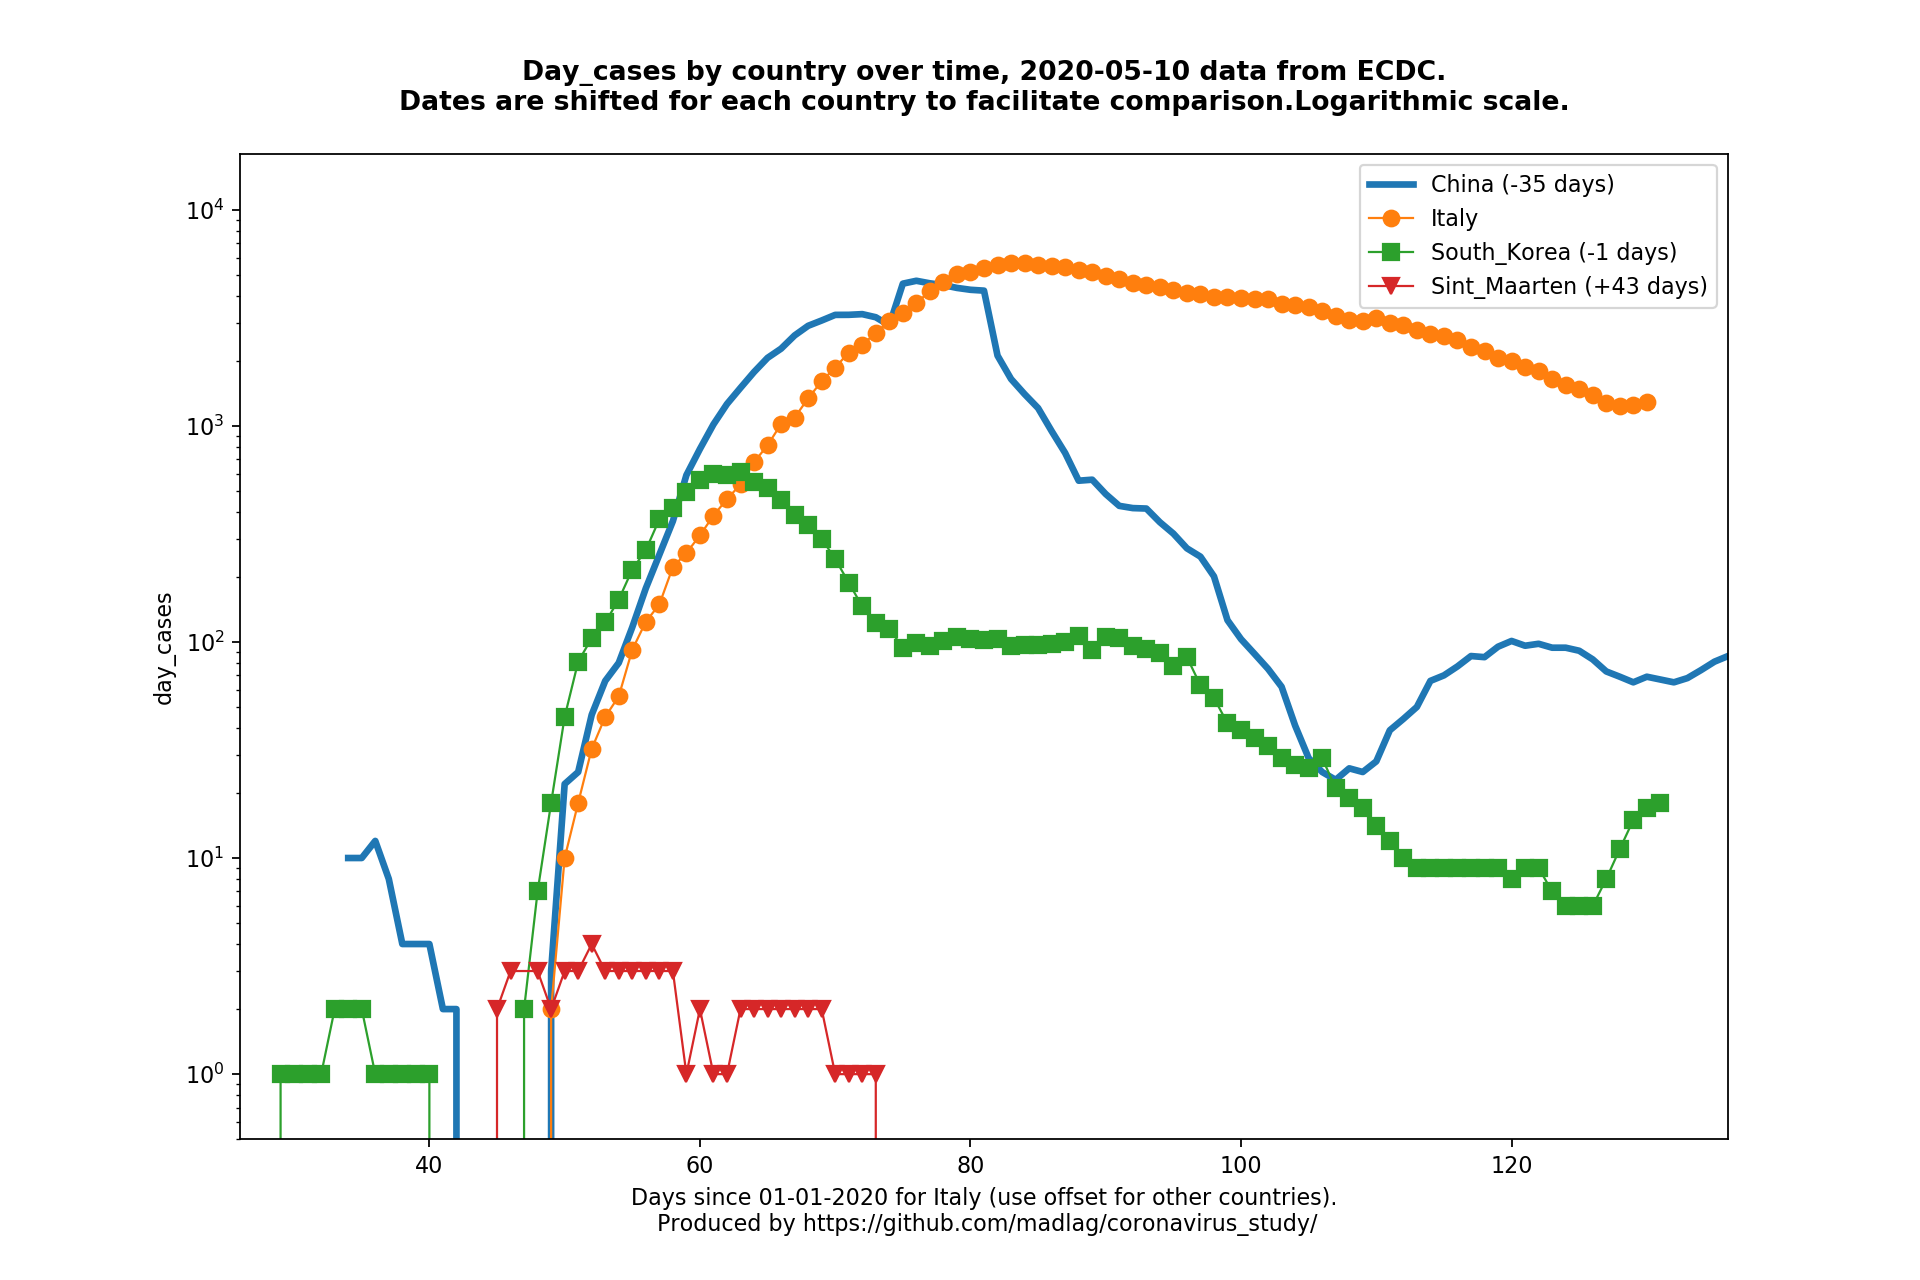 Day_cases by country over time, 2020-05-10 data from ECDC.
Dates are shifted for each country to facilitate comparison.Logarithmic scale.
China (-35 days)
Italy
South_Korea (-1 days)
Sint_Maarten (+43 days)
day_cases
10^4
10^3
10^2
10^1
10^0
40 60 80 100 120
Days since 01-01-2020 for Italy (use offset for other countries).
Produced by https://github.com/madlag/coronavirus_study/